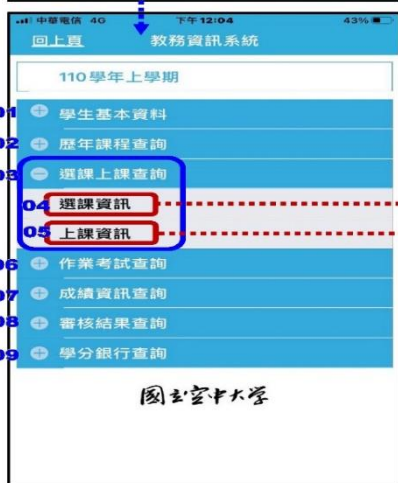 中華電信 4G 下午12:04 43%
回上頁 教務資訊系統
110學年上學期
01 學生基本資料
02 歷年課程查詢
03 選課上課查詢
04 選課資訊
05 上課資訊
06 作業考試查詢
07 成績資訊查詢
08 審核結果查詢
09 學分銀行查詢
國立空中大學